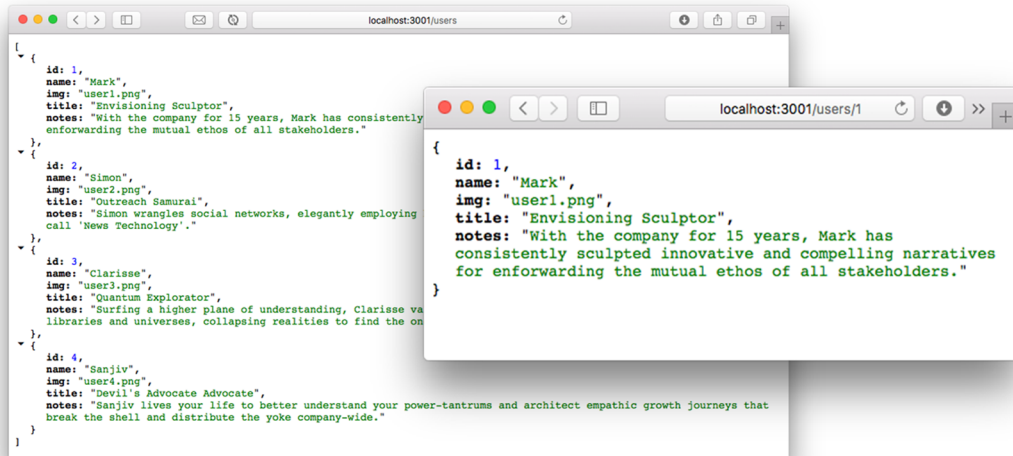 localhost:3001/users
[
{
id: 1,
name: "Mark",
img: "user1.png",
title: "Envisioning Sculptor",
notes: "With the company for 15 years, Mark has consistently
enforwarding the mutual ethos of all stakeholders."
},
{
id: 2,
name: "Simon",
img: "user2.png",
title: "Outreach Samurai",
notes: "Simon wrangles social networks, elegantly employing
call 'News Technology'."
},
{
id: 3,
name: "Clarisse",
img: "user3.png",
title: "Quantum Explorator",
notes: "Surfing a higher plane of understanding, Clarisse va
libraries and universes, collapsing realities to find the on
},
{
id: 4,
name: "Sanjiv",
img: "user4.png",
title: "Devil's Advocate Advocate",
notes: "Sanjiv lives your life to better understand your power-tantrums and architect empathic growth journeys that
break the shell and distribute the yoke company-wide."
}
]
localhost:3001/users/1
{
id: 1,
name: "Mark",
img: "user1.png",
title: "Envisioning Sculptor",
notes: "With the company for 15 years, Mark has
consistently sculpted innovative and compelling narratives
for enforwarding the mutual ethos of all stakeholders."
}